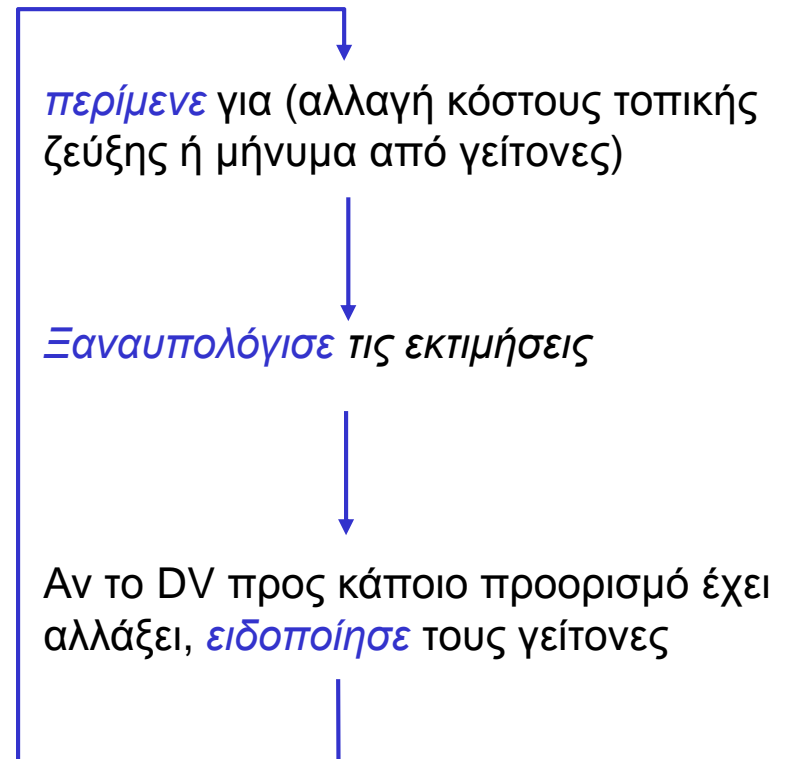 περίμενε για (αλλαγή κόστους τοπικής
ζεύξης ή μήνυμα από γείτονες)
Ξαναυπολόγισε τις εκτιμήσεις
Αν το DV προς κάποιο προορισμό έχει
αλλάξει, ειδοποίησε τους γείτονες